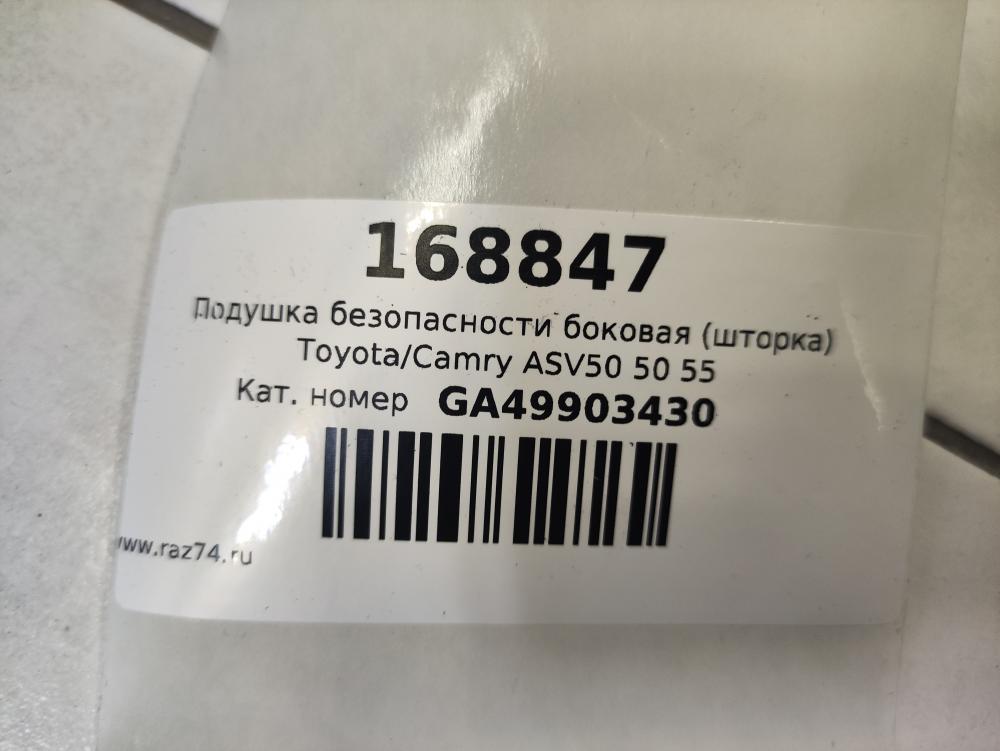 168847
Подушка безопасности боковая (шторка)
Toyota/Camry ASV50 50 55
Кат. номер GA49903430
www.raz74.ru